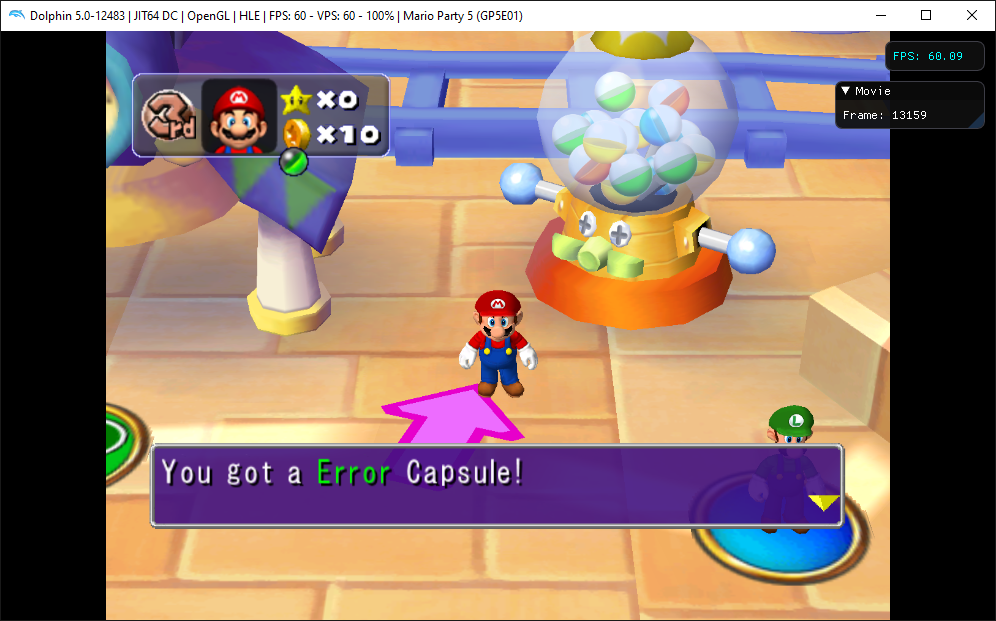 Dolphin 5.0-12483 | JIT64 DC | OpenGL | HLE | FPS: 60 - VPS: 60 - 100% | Mario Party 5 (GP5E01)
FPS: 60.09
▼ Movie
Frame: 13159
3rd
M
×0
×10
M
L
You got a Error Capsule!